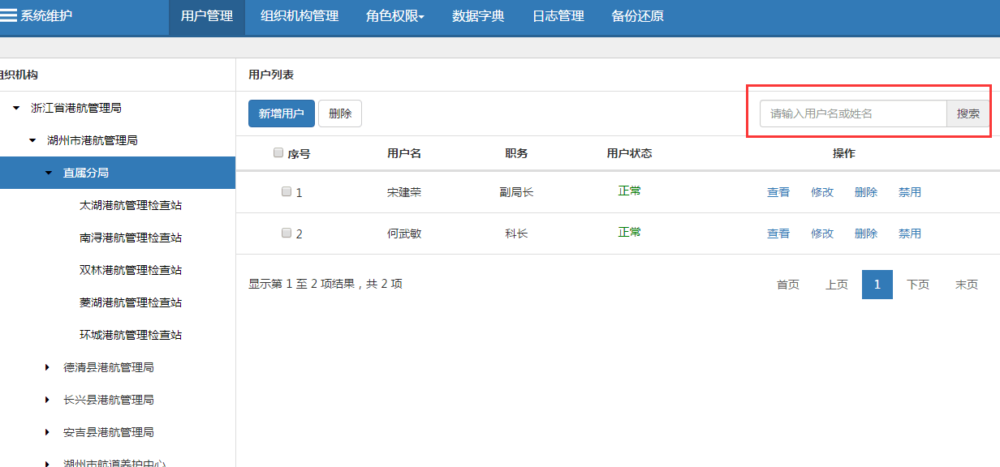 系统维护 用户管理 组织机构管理 角色权限 数据字典 日志管理 备份还原
组织机构 用户列表
浙江省港航管理局
新增用户 删除 请输入用户名或姓名 搜索
湖州市港航管理局
序号 用户名 职务 用户状态 操作
直属分局
1 宋建荣 副局长 正常 查看 修改 删除 禁用
太湖港航管理检查站
2 何武敏 科长 正常 查看 修改 删除 禁用
南浔港航管理检查站
双林港航管理检查站
显示第 1 至 2 项结果，共 2 项 首页 上页 1 下页 末页
菱湖港航管理检查站
环城港航管理检查站
德清县港航管理局
长兴县港航管理局
安吉县港航管理局
湖州市航道养护中心